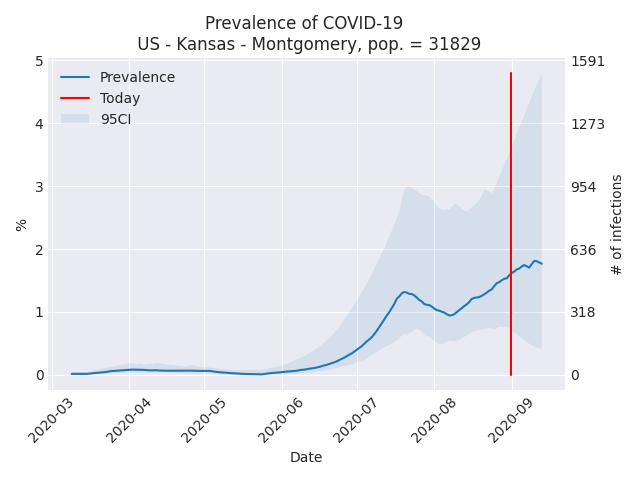 Prevalence of COVID-19
US - Kansas - Montgomery, pop. = 31829
Prevalence
Today
95CI
5
4
3
2
1
0
%
1591
1273
954
636
318
0
# of infections
2020-03
2020-04
2020-05
2020-06
2020-07
2020-08
2020-09
Date